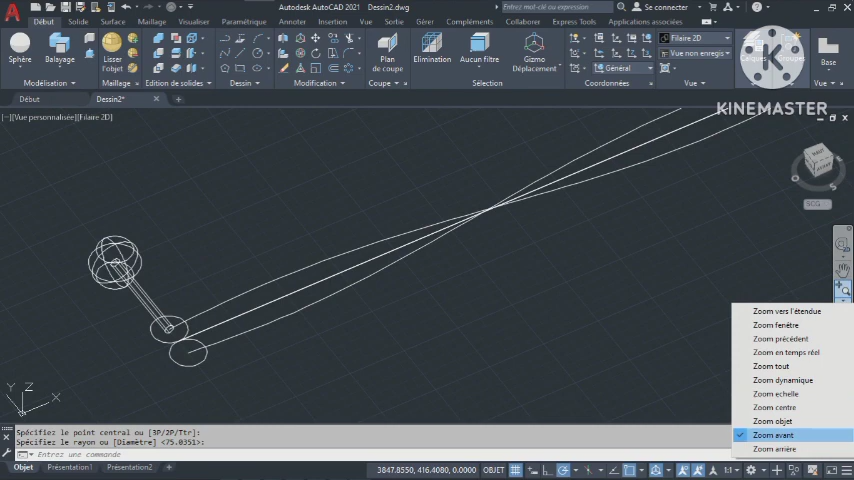 Autodesk AutoCAD 2021 Dessin2.dwg
Entrez mot-clé ou expression
Se connecter
Début Solide Surface Maillage Visualiser Paramétrique Annoter Insertion Vue Sortie Gérer Compléments Collaborer Express Tools Applications associées
Sphère Balayage Lisser l'objet Plan de coupe Elimination Aucun filtre Gizmo Déplacement Calques Groupes Base
Filaire 2D
Vue non enregis
Général
Modélisation Maillage Edition de solides Dessin Modification Coupe Sélection Coordonnées Vue Vue
KINEMASTER
Début Dessin2*
[−][Vue personnalisée][Filaire 2D]
HAUT
O
S
SCG
Zoom vers l'étendue
Zoom fenêtre
Zoom précédent
Zoom en temps réel
Zoom tout
Zoom dynamique
Zoom echelle
Zoom centre
Zoom objet
Zoom avant
Zoom arrière
Y Z X
Spécifiez le point central ou [3P/2P/Ttr]:
Spécifiez le rayon ou [Diamètre] <75.0351>:
Entrez une commande
Objet Présentation1 Présentation2 +
3847.8550, 416.4080, 0.0000 OBJET
1:1